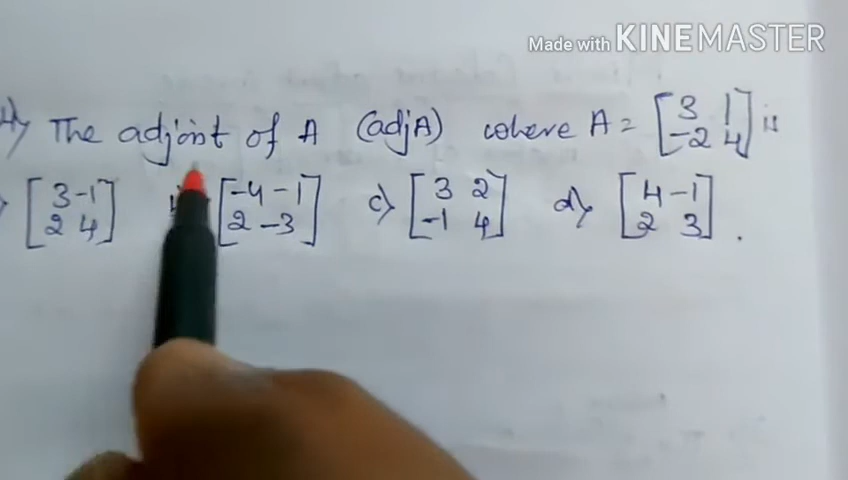 Made with KINEMASTER
The adjoint of A (adjA) where A = [3 1 -2 4] is
[3 -1 2 4] [-4 -1 2 -3] c) [3 2 -1 4] d) [4 -1 2 3].